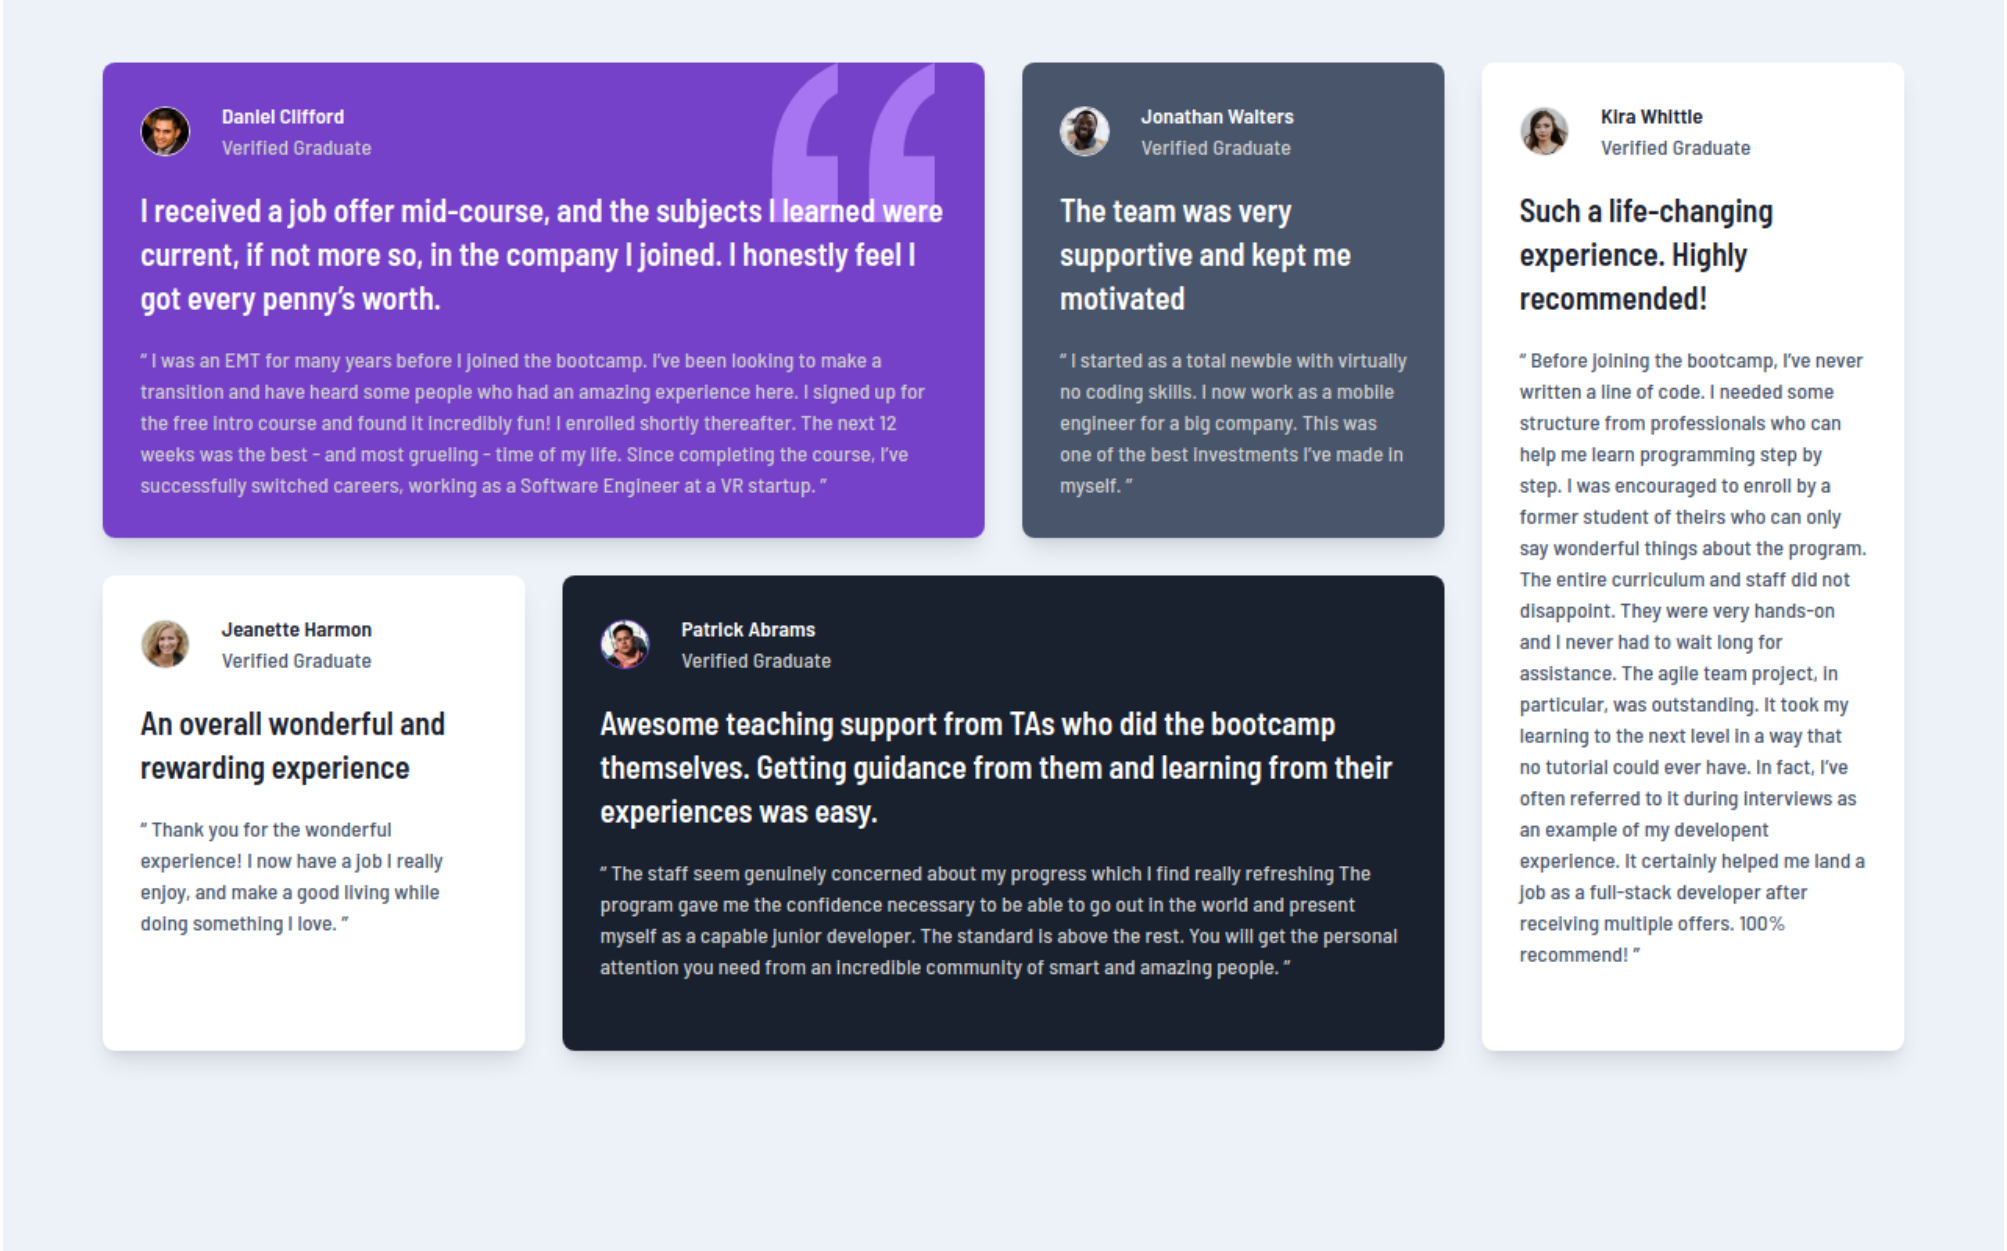 Daniel Clifford
Verified Graduate
I received a job offer mid-course, and the subjects I learned were
current, if not more so, in the company I joined. I honestly feel I
got every penny’s worth.
“ I was an EMT for many years before I joined the bootcamp. I’ve been looking to make a
transition and have heard some people who had an amazing experience here. I signed up for
the free intro course and found it incredibly fun! I enrolled shortly thereafter. The next 12
weeks was the best - and most grueling - time of my life. Since completing the course, I’ve
successfully switched careers, working as a Software Engineer at a VR startup. ”
Jonathan Walters
Verified Graduate
The team was very
supportive and kept me
motivated
“ I started as a total newbie with virtually
no coding skills. I now work as a mobile
engineer for a big company. This was
one of the best investments I’ve made in
myself. ”
Kira Whittle
Verified Graduate
Such a life-changing
experience. Highly
recommended!
“ Before joining the bootcamp, I’ve never
written a line of code. I needed some
structure from professionals who can
help me learn programming step by
step. I was encouraged to enroll by a
former student of theirs who can only
say wonderful things about the program.
The entire curriculum and staff did not
disappoint. They were very hands-on
and I never had to wait long for
assistance. The agile team project, in
particular, was outstanding. It took my
learning to the next level in a way that
no tutorial could ever have. In fact, I’ve
often referred to it during interviews as
an example of my developent
experience. It certainly helped me land a
job as a full-stack developer after
receiving multiple offers. 100%
recommend! ”
Jeanette Harmon
Verified Graduate
An overall wonderful and
rewarding experience
“ Thank you for the wonderful
experience! I now have a job I really
enjoy, and make a good living while
doing something I love. ”
Patrick Abrams
Verified Graduate
Awesome teaching support from TAs who did the bootcamp
themselves. Getting guidance from them and learning from their
experiences was easy.
“ The staff seem genuinely concerned about my progress which I find really refreshing The
program gave me the confidence necessary to be able to go out in the world and present
myself as a capable junior developer. The standard is above the rest. You will get the personal
attention you need from an incredible community of smart and amazing people. ”